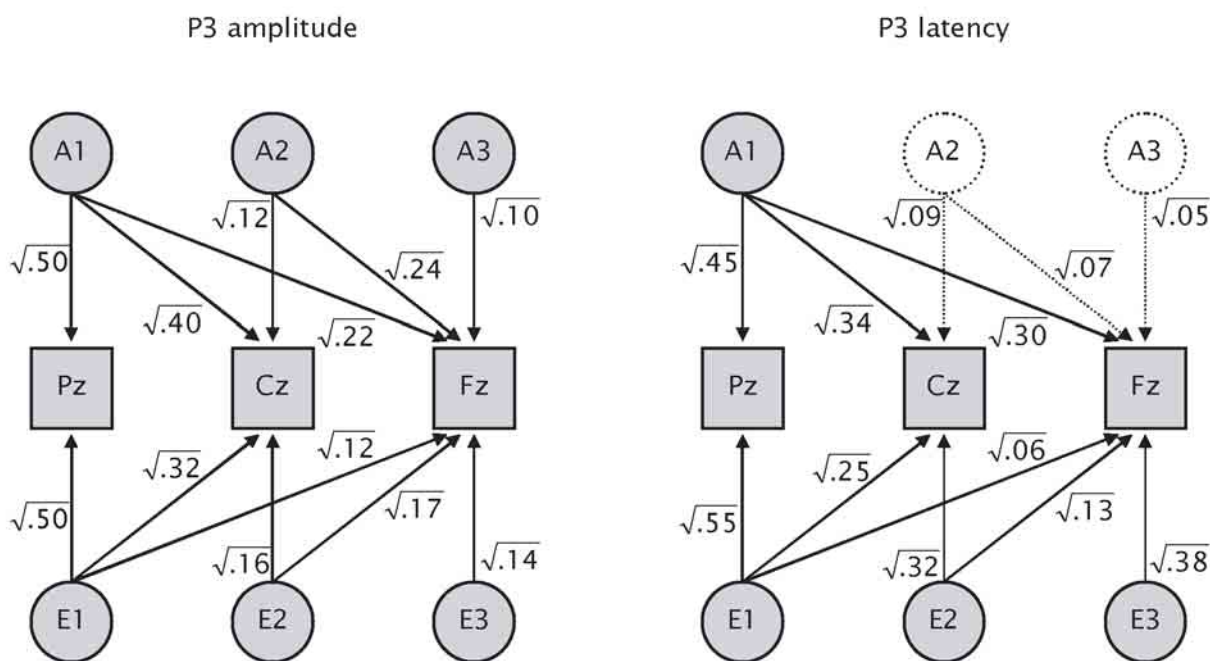 P3 amplitude
P3 latency
A1 A2 A3
A1 A2 A3
√.12 √.10
√.09 √.05
√.50 √.24
√.45 √.07
√.40 √.22
√.34 √.30
Pz Cz Fz
Pz Cz Fz
√.32 √.12
√.25 √.06
√.50 √.17
√.55 √.13
√.16 √.14
√.32 √.38
E1 E2 E3
E1 E2 E3